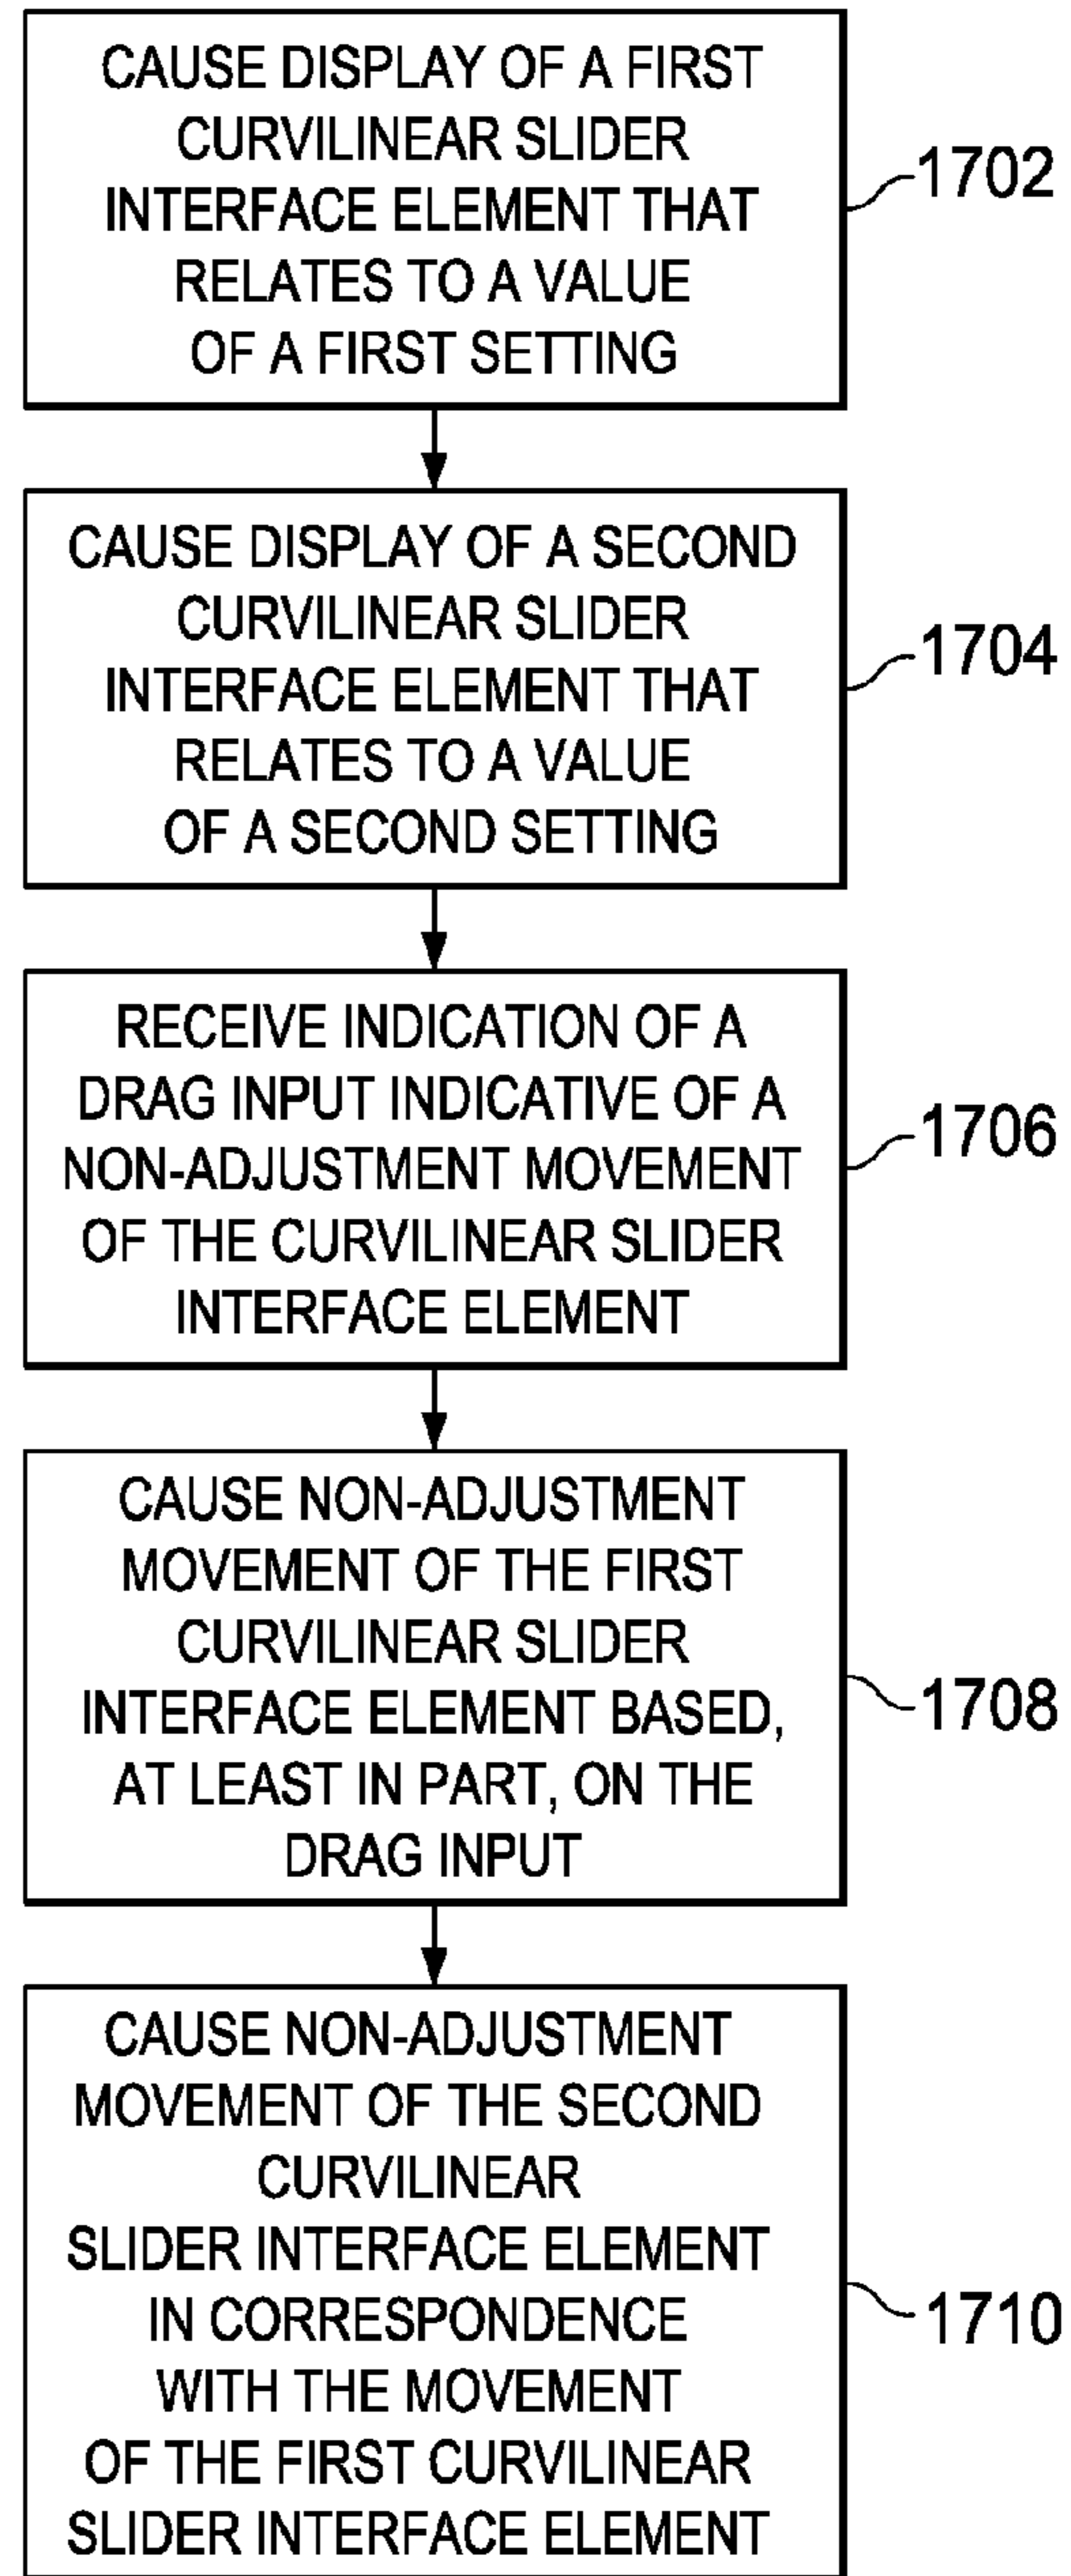 CAUSE DISPLAY OF A FIRST
CURVILINEAR SLIDER
INTERFACE ELEMENT THAT
RELATES TO A VALUE
OF A FIRST SETTING
1702
CAUSE DISPLAY OF A SECOND
CURVILINEAR SLIDER
INTERFACE ELEMENT THAT
RELATES TO A VALUE
OF A SECOND SETTING
1704
RECEIVE INDICATION OF A
DRAG INPUT INDICATIVE OF A
NON-ADJUSTMENT MOVEMENT
OF THE CURVILINEAR SLIDER
INTERFACE ELEMENT
1706
CAUSE NON-ADJUSTMENT
MOVEMENT OF THE FIRST
CURVILINEAR SLIDER
INTERFACE ELEMENT BASED,
AT LEAST IN PART, ON THE
DRAG INPUT
1708
CAUSE NON-ADJUSTMENT
MOVEMENT OF THE SECOND
CURVILINEAR
SLIDER INTERFACE ELEMENT
IN CORRESPONDENCE
WITH THE MOVEMENT
OF THE FIRST CURVILINEAR
SLIDER INTERFACE ELEMENT
1710